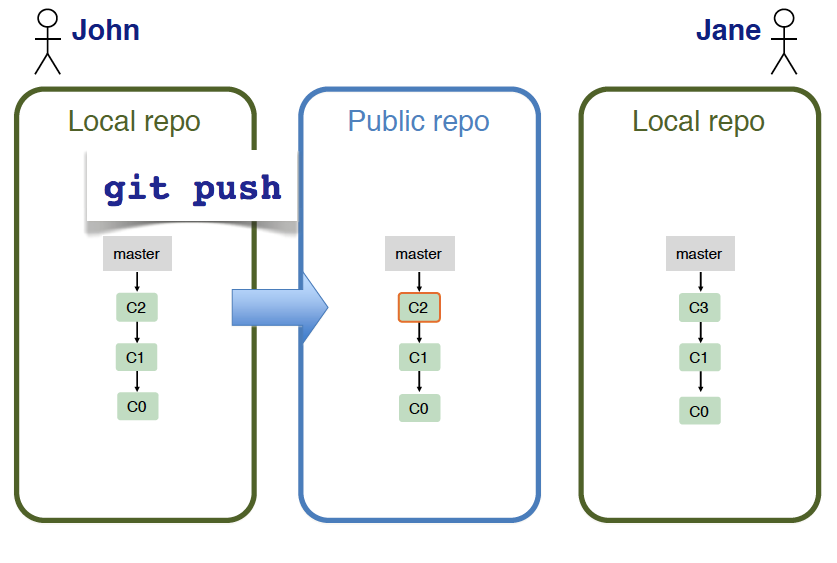 John
Jane
Local repo
Public repo
Local repo
git push
master
C2
C1
C0
master
C2
C1
C0
master
C3
C1
C0